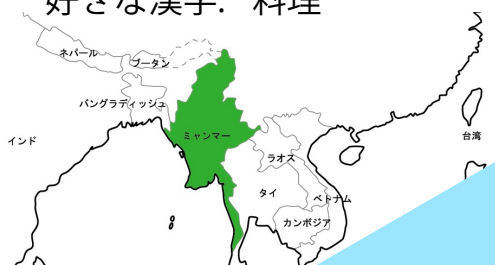 好きな漢字： 料理
ネパール
ブータン
バングラディッシュ
ミャンマー
インド
台湾
ラオス
タイ
ベトナム
カンボジア